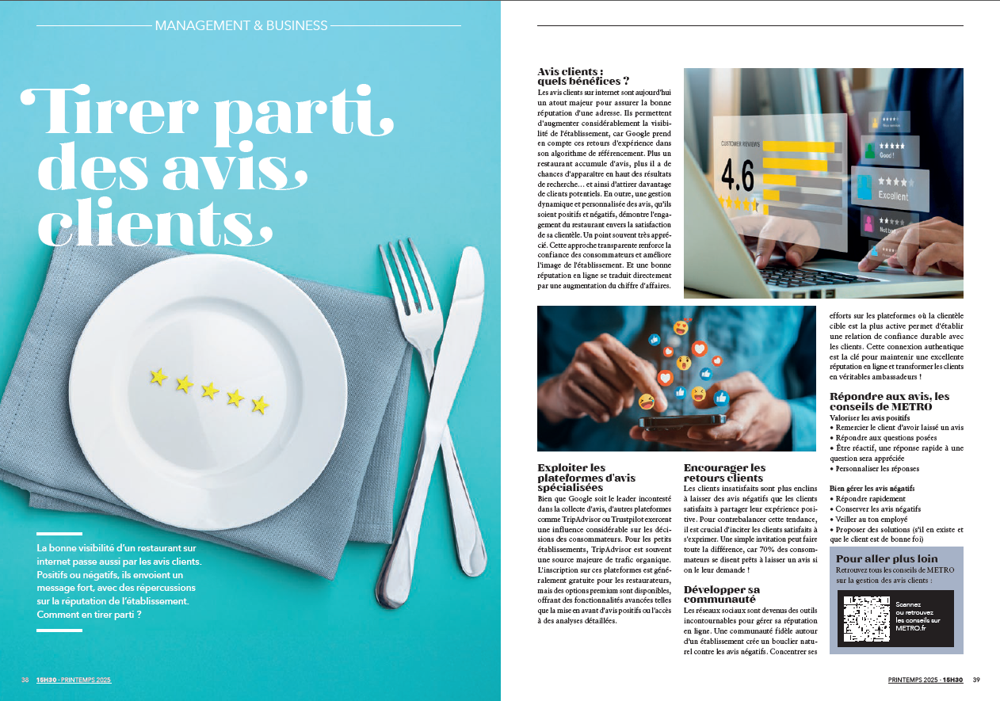 MANAGEMENT & BUSINESS
Tirer parti
des avis
clients
La bonne visibilité d'un restaurant sur
internet passe aussi par les avis clients.
Positifs ou négatifs, ils envoient un
message fort, avec des répercussions
sur la réputation de l'établissement.
Comment en tirer parti ?
38 15H30 · PRINTEMPS 2025
Avis clients :
quels bénéfices ?
Les avis clients sur internet sont aujourd'hui
un atout majeur pour assurer la bonne
réputation d'une adresse. Ils permettent
d'augmenter considérablement la visibi-
lité de l'établissement, car Google prend
en compte ces retours d'expérience dans
son algorithme de référencement. Plus un
restaurant accumule d'avis, plus il a de
chances d'apparaître en haut des résultats
de recherche… et ainsi d'attirer davantage
de clients potentiels. En outre, une gestion
dynamique et personnalisée des avis, qu'ils
soient positifs et négatifs, démontre l'enga-
gement du restaurant envers la satisfaction
de sa clientèle. Un point souvent très appré-
cié. Cette approche transparente renforce la
confiance des consommateurs et améliore
l'image de l'établissement. Et une bonne
réputation en ligne se traduit directement
par une augmentation du chiffre d'affaires.
CUSTOMER REVIEWS
4.6
Good !
Excellent
Not bad
Exploiter les
plateformes d'avis
spécialisées
Bien que Google soit le leader incontesté
dans la collecte d'avis, d'autres plateformes
comme TripAdvisor ou Trustpilot exercent
une influence considérable sur les déci-
sions des consommateurs. Pour les petits
établissements, TripAdvisor est souvent
une source majeure de trafic organique.
L'inscription sur ces plateformes est géné-
ralement gratuite pour les restaurateurs,
mais des options premium sont disponibles,
offrant des fonctionnalités avancées telles
que la mise en avant d'avis positifs ou l'accès
à des analyses détaillées.
Encourager les
retours clients
Les clients insatisfaits sont plus enclins
à laisser des avis négatifs que les clients
satisfaits à partager leur expérience posi-
tive. Pour contrebalancer cette tendance,
il est crucial d'inciter les clients satisfaits à
s'exprimer. Une simple invitation peut faire
toute la différence, car 70% des consom-
mateurs se disent prêts à laisser un avis si
on le leur demande !
Développer sa
communauté
Les réseaux sociaux sont devenus des outils
incontournables pour gérer sa réputation
en ligne. Une communauté fidèle autour
d'un établissement crée un bouclier natu-
rel contre les avis négatifs. Concentrer ses
efforts sur les plateformes où la clientèle
cible est la plus active permet d'établir
une relation de confiance durable avec
les clients. Cette connexion authentique
est la clé pour maintenir une excellente
réputation en ligne et transformer les clients
en véritables ambassadeurs !
Répondre aux avis, les
conseils de METRO
Valoriser les avis positifs
• Remercier le client d'avoir laissé un avis
• Répondre aux questions posées
• Être réactif, une réponse rapide à une
question sera appréciée
• Personnaliser les réponses
Bien gérer les avis négatifs
• Répondre rapidement
• Conserver les avis négatifs
• Veiller au ton employé
• Proposer des solutions (s'il en existe et
que le client est de bonne foi)
Pour aller plus loin
Retrouvez tous les conseils de METRO
sur la gestion des avis clients :
Scannez
ou retrouvez
les conseils sur
METRO.fr
PRINTEMPS 2025 · 15H30 39